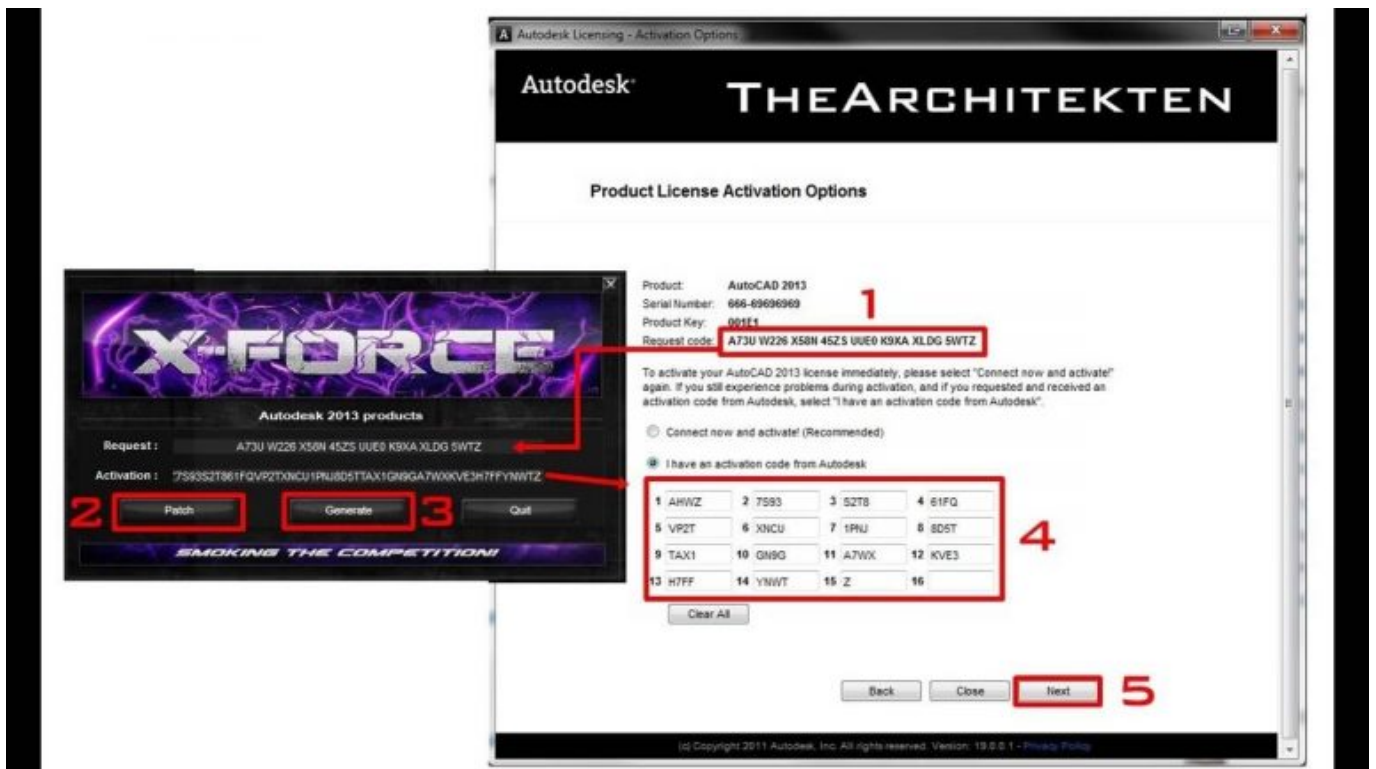 Autodesk Licensing - Activation Options
Autodesk
THEARCHITEKTEN
Product License Activation Options
X-FORCE
Autodesk 2013 products
Request : A73U W226 X58N 45ZS UUE0 K9XA XLDG 5WTZ
Activation : 7S93S2T861FQVP2TXNCU1PNJ8D5TTAX1GN9GA7WXKVE3H7FFYNWTZ
2 Patch Generate 3 Quit
SMOKING THE COMPETITION!
Product: AutoCAD 2013
Serial Number: 666-69696969
Product Key: 001E1
1
Request code: A73U W226 X58N 45ZS UUE0 K9XA XLDG 5WTZ
To activate your AutoCAD 2013 license immediately, please select "Connect now and activate!"
again. If you still experience problems during activation, and if you requested and received an
activation code from Autodesk, select "I have an activation code from Autodesk".
Connect now and activate! (Recommended)
I have an activation code from Autodesk
1 AHWZ 2 7S93 3 S2T8 4 61FQ
5 VP2T 6 XNCU 7 1PNJ 8 8D5T
9 TAX1 10 GN9G 11 A7WX 12 KVE3
13 H7FF 14 YNWT 15 Z 16
4
Clear All
Back Close Next 5
(c) Copyright 2011 Autodesk, Inc. All rights reserved. Version: 19.0.0.1 - Privacy Policy